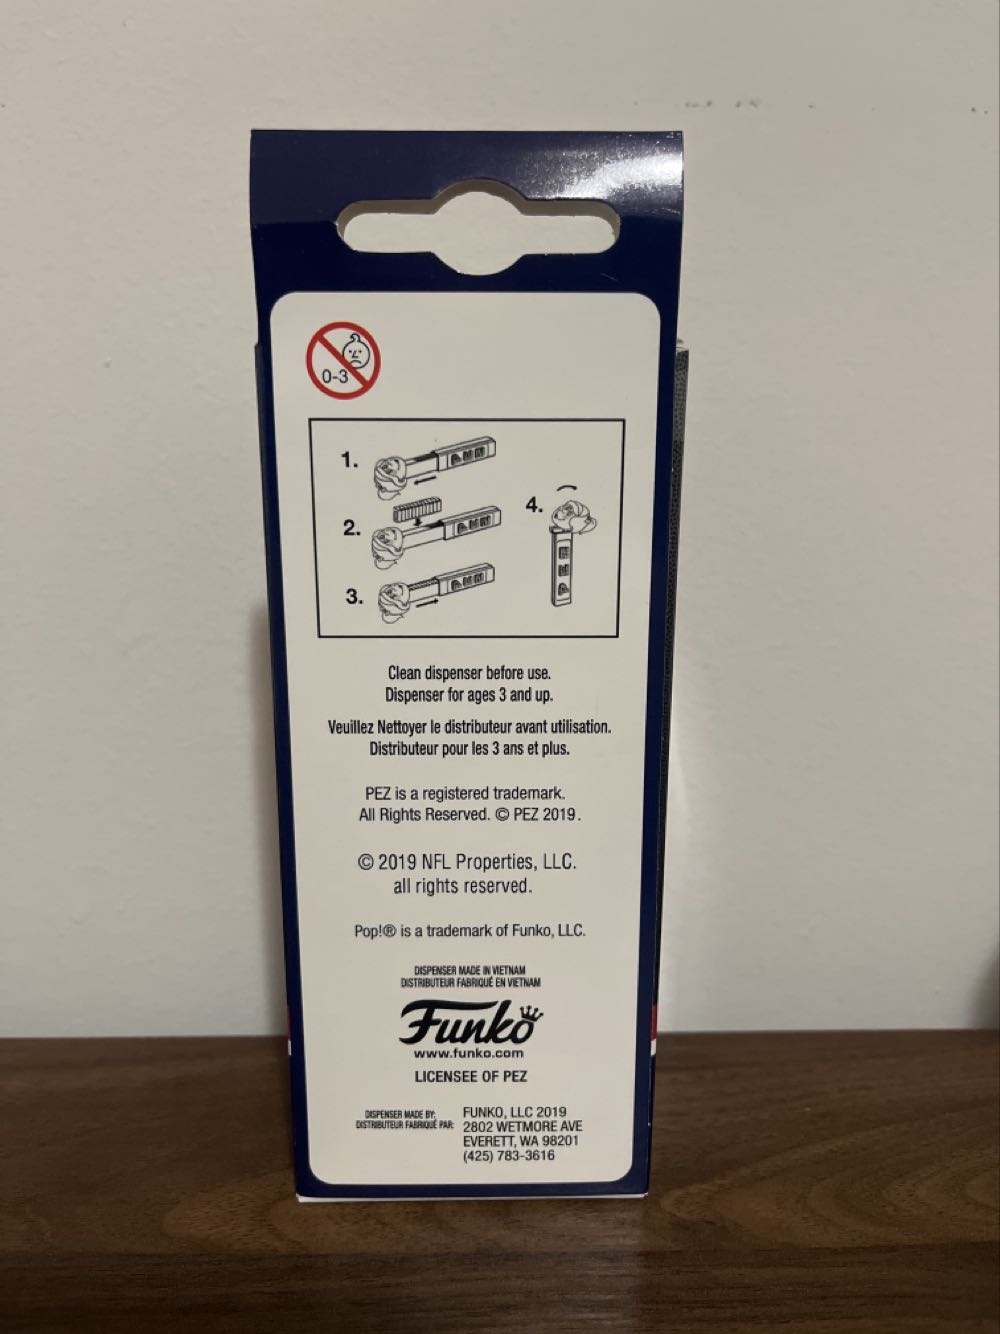 0-3
1.
2.
3.
4.
Clean dispenser before use.
Dispenser for ages 3 and up.
Veuillez Nettoyer le distributeur avant utilisation.
Distributeur pour les 3 ans et plus.
PEZ is a registered trademark.
All Rights Reserved. © PEZ 2019.
© 2019 NFL Properties, LLC.
all rights reserved.
Pop!® is a trademark of Funko, LLC.
DISPENSER MADE IN VIETNAM
DISTRIBUTEUR FABRIQUÉ EN VIETNAM
Funko
www.funko.com
LICENSEE OF PEZ
DISPENSER MADE BY:
DISTRIBUTEUR FABRIQUÉ PAR:
FUNKO, LLC 2019
2802 WETMORE AVE
EVERETT, WA 98201
(425) 783-3616